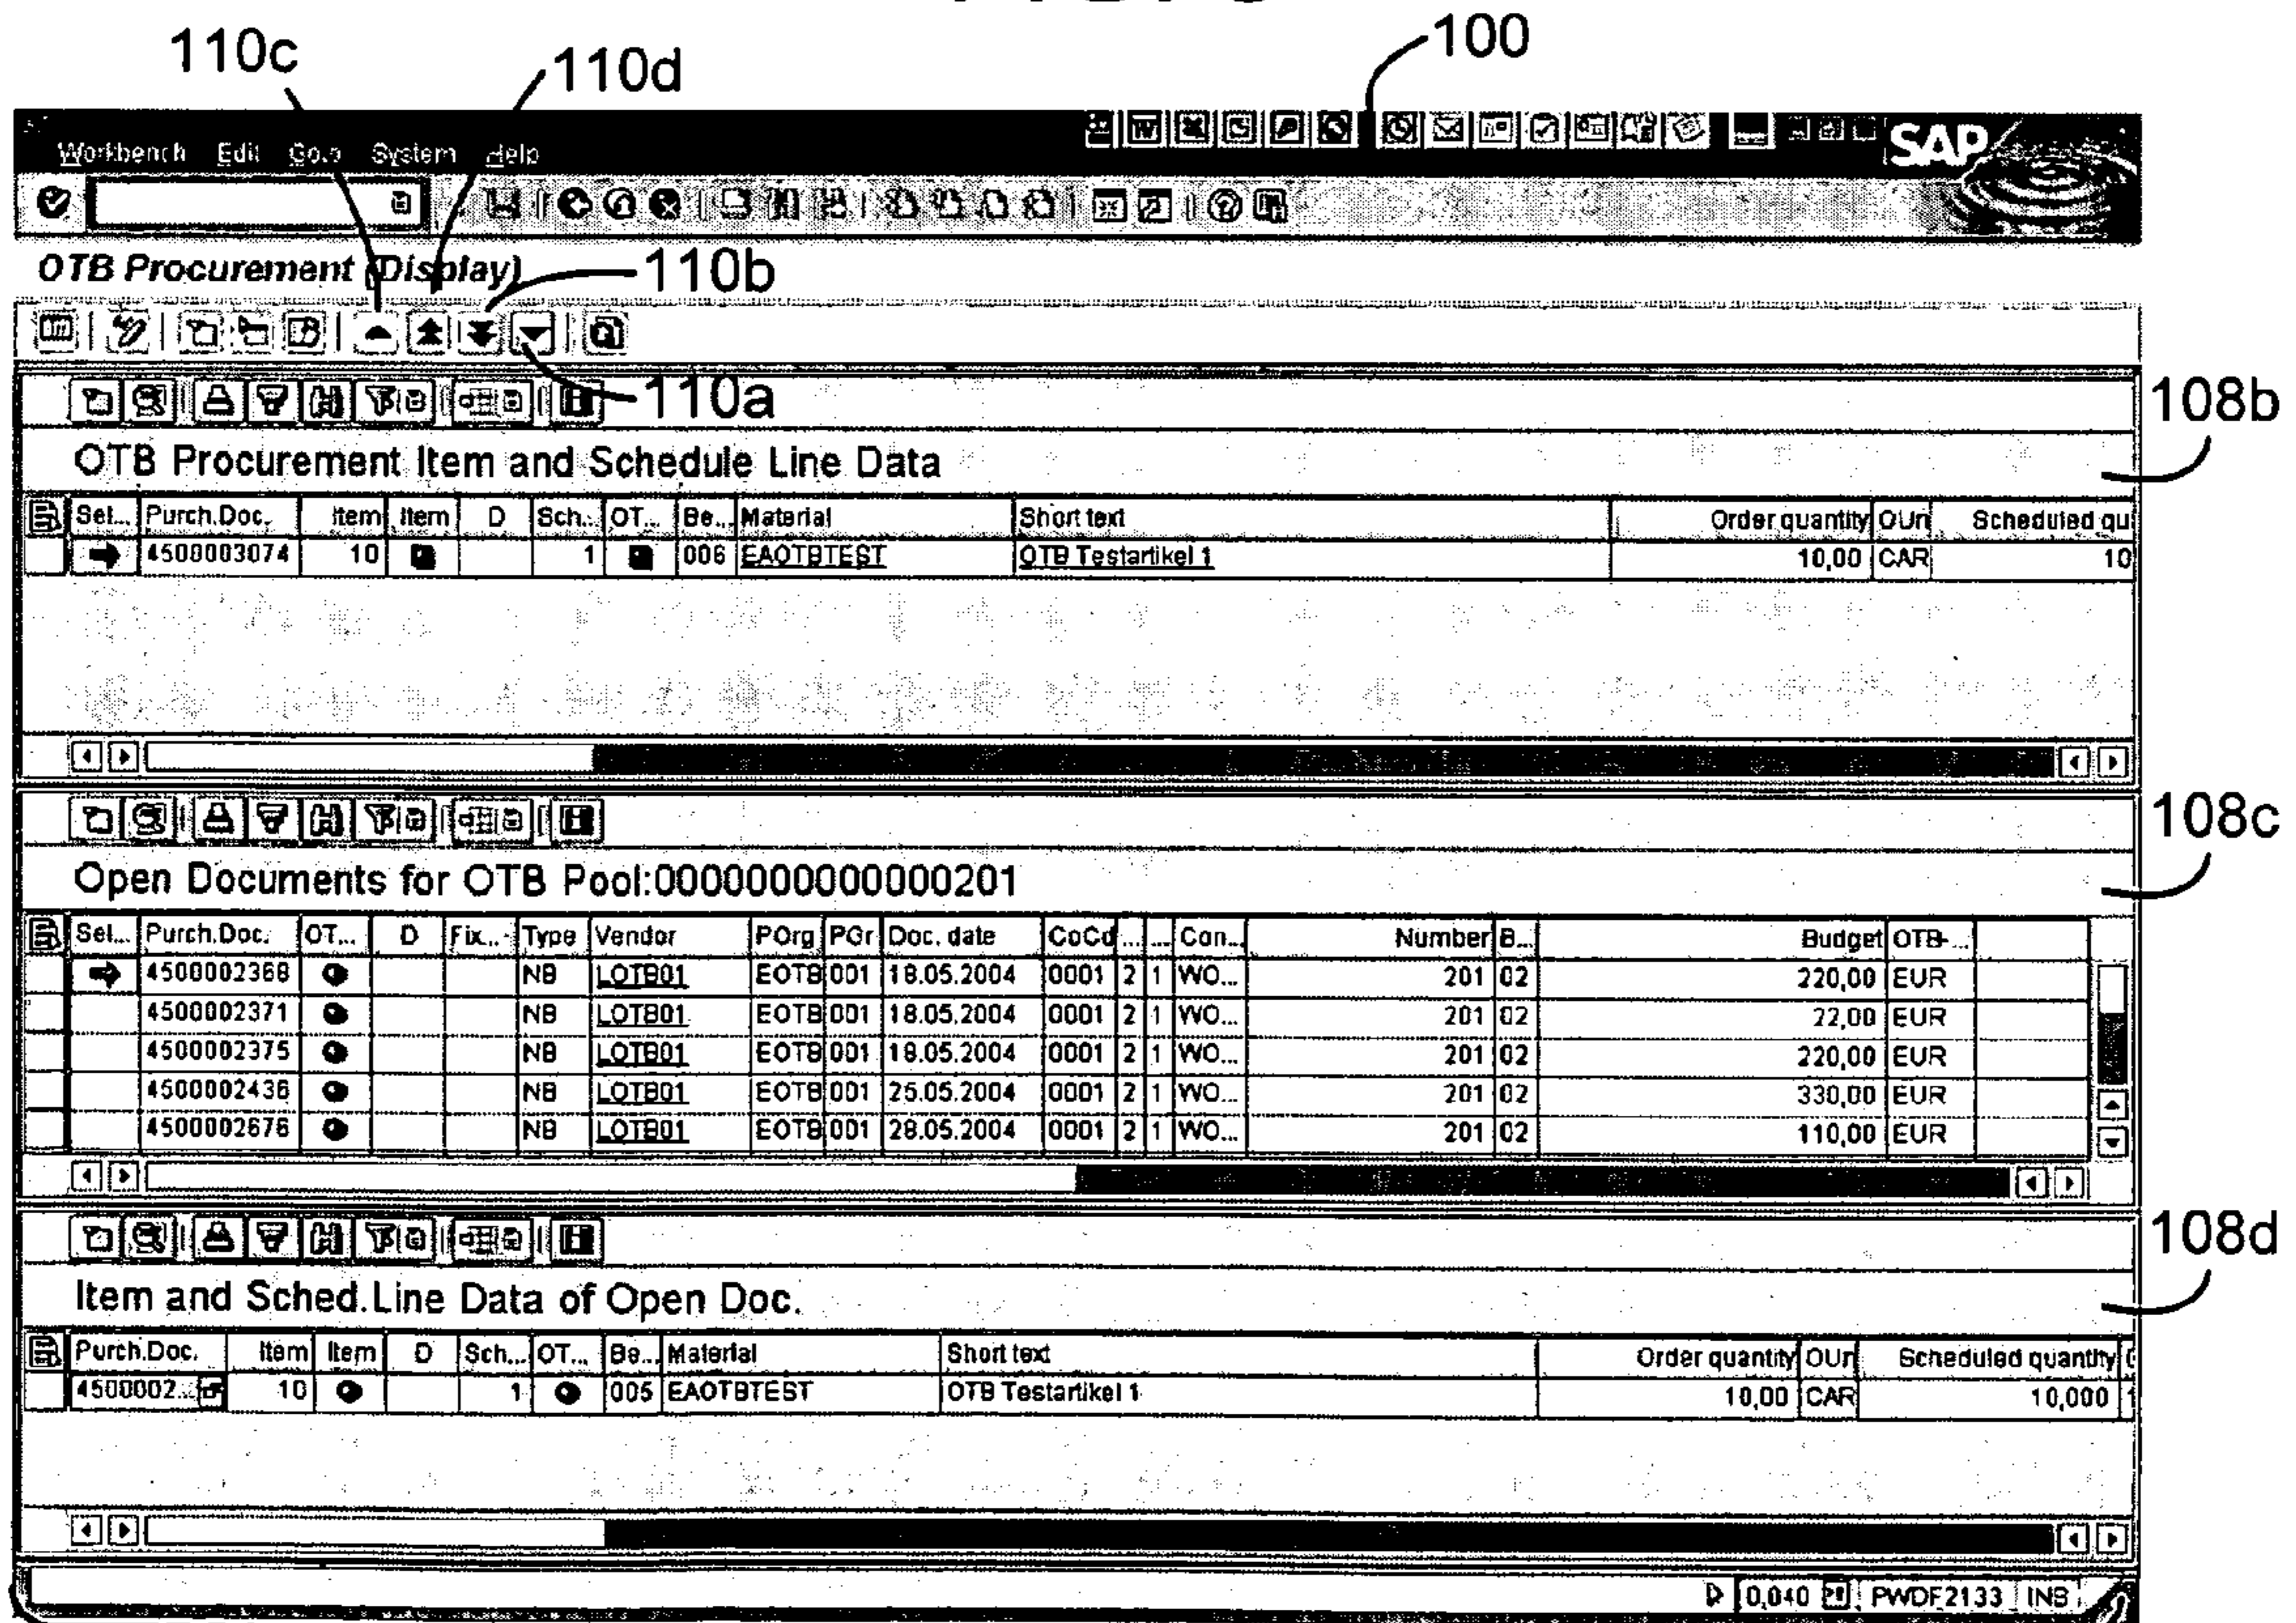 110c
110d
100
Workbench Edit System Help
SAP
OTB Procurement (Display)
110b
110a
108b
OTB Procurement Item and Schedule Line Data
Sel... Purch.Doc. Item Item D Sch.. OT... Be... Material Short text Order quantity OUn Scheduled qu
4500003074 10 1 006 EAOTBTEST OTB Testartikel 1 10,00 CAR 10
108c
Open Documents for OTB Pool:0000000000000201
Sel... Purch.Doc. OT... D Fix... Type Vendor POrg PGr Doc. date CoCd ... ... Con... Number B... Budget OTB-...
4500002368 NB LOTB01 EOTB 001 18.05.2004 0001 2 1 WO... 201 02 220,00 EUR
4500002371 NB LOTB01 EOTB 001 18.05.2004 0001 2 1 WO... 201 02 22,00 EUR
4500002375 NB LOTB01 EOTB 001 18.05.2004 0001 2 1 WO... 201 02 220,00 EUR
4500002436 NB LOTB01 EOTB 001 25.05.2004 0001 2 1 WO... 201 02 330,00 EUR
4500002676 NB LOTB01 EOTB 001 28.05.2004 0001 2 1 WO... 201 02 110,00 EUR
108d
Item and Sched.Line Data of Open Doc.
Purch.Doc. Item Item D Sch... OT... Be... Material Short text Order quantity OUn Scheduled quantity
4500002... 10 1 005 EAOTBTEST OTB Testartikel 1 10,00 CAR 10,000 1
0,040 PWDF2133 INS